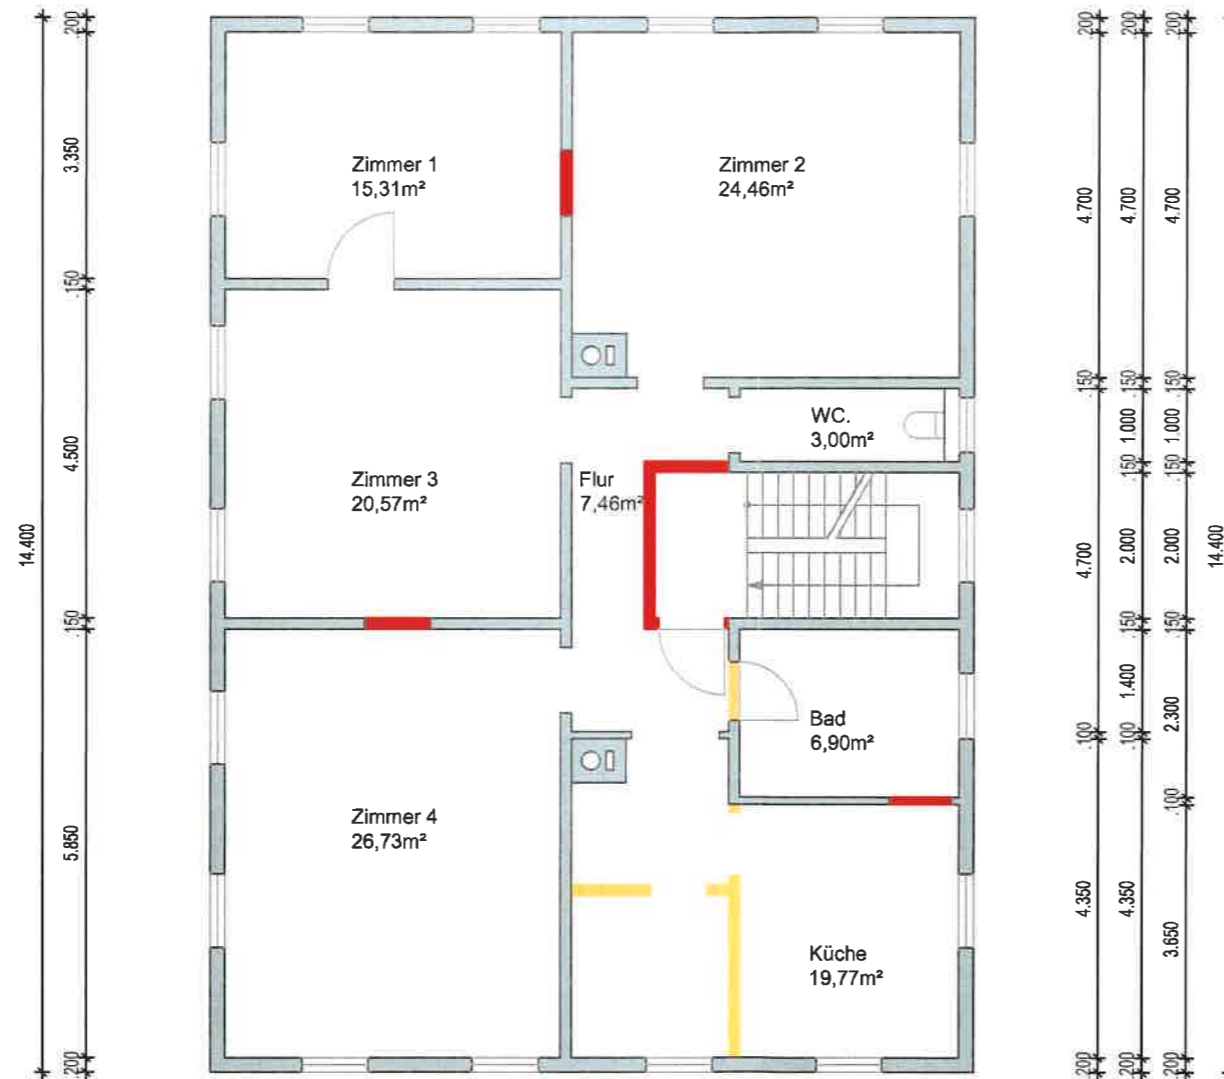 Zimmer 1
15,31m²
Zimmer 2
24,46m²
WC.
3,00m²
Zimmer 3
20,57m²
Flur
7,46m²
Bad
6,90m²
Zimmer 4
26,73m²
Küche
19,77m²
14.400
.200
3.350
.150
4.500
.150
5.850
.200
.200
4.700
.150
4.700
.100
4.350
.200
.200
4.700
.150
1.000
.150
2.000
.150
1.400
.100
4.350
.200
.200
4.700
.150
1.000
.150
2.000
.150
2.300
.100
3.650
.200
14.400